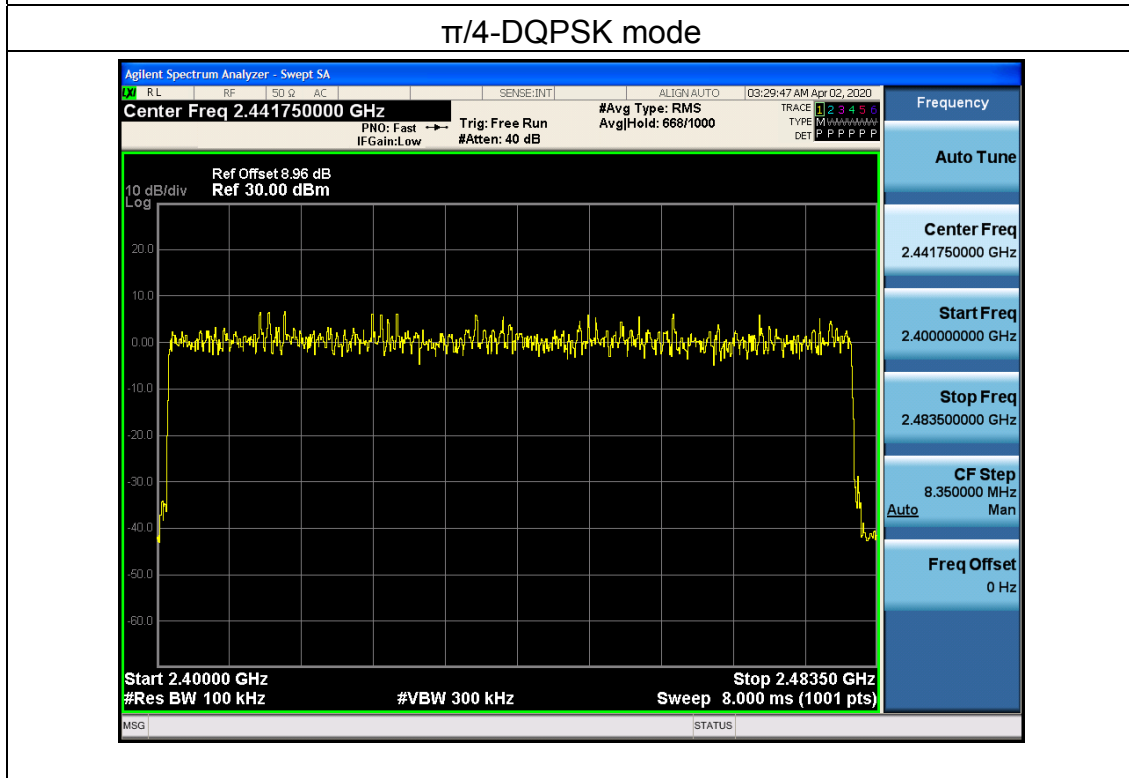 π/4-DQPSK mode
Agilent Spectrum Analyzer - Swept SA
LXI RL RF 50 Ω AC SENSE:INT ALIGN AUTO 03:29:47 AM Apr 02, 2020
Center Freq 2.441750000 GHz
PNO: Fast
IFGain:Low
Trig: Free Run
#Atten: 40 dB
#Avg Type: RMS
Avg|Hold: 668/1000
TRACE 1 2 3 4 5 6
TYPE M WWWWW
DET P P P P P P
Ref Offset 8.96 dB
10 dB/div Ref 30.00 dBm
Log
20.0
10.0
0.00
-10.0
-20.0
-30.0
-40.0
-50.0
-60.0
Start 2.40000 GHz Stop 2.48350 GHz
#Res BW 100 kHz #VBW 300 kHz Sweep 8.000 ms (1001 pts)
MSG STATUS
Frequency
Auto Tune
Center Freq
2.441750000 GHz
Start Freq
2.400000000 GHz
Stop Freq
2.483500000 GHz
CF Step
8.350000 MHz
Auto Man
Freq Offset
0 Hz